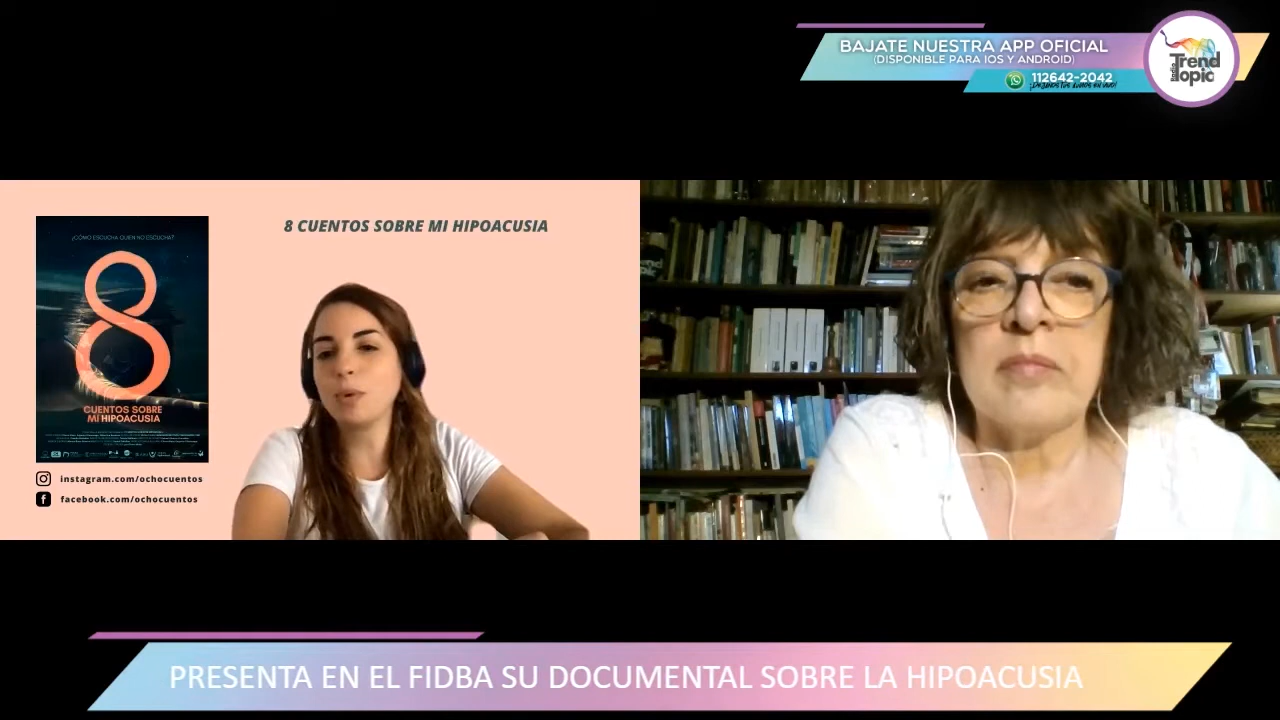 BAJATE NUESTRA APP OFICIAL
(DISPONIBLE PARA IOS Y ANDROID)
112642-2042
Radio
Trend
Topic
¿CÓMO ESCUCHA QUIEN NO ESCUCHA?
8
CUENTOS SOBRE
MI HIPOACUSIA
8 CUENTOS SOBRE MI HIPOACUSIA
instagram.com/ochocuentos
facebook.com/ochocuentos
PRESENTA EN EL FIDBA SU DOCUMENTAL SOBRE LA HIPOACUSIA